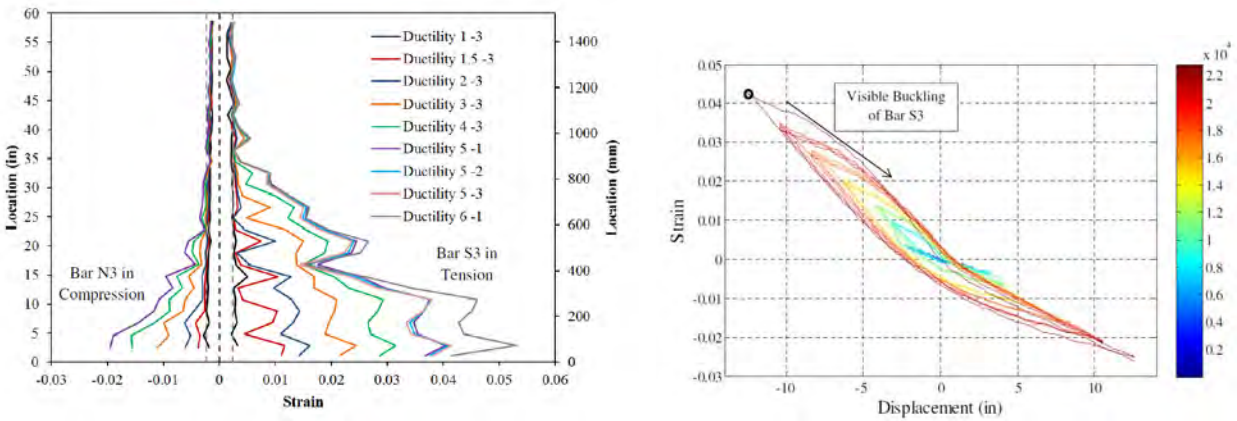 60
55
50
45
40
35
30
25
20
15
10
5
0
Location (in)
-0.03
-0.02
-0.01
0
0.01
0.02
0.03
0.04
0.05
0.06
Strain
1400
1200
1000
800
600
400
200
0
Location (mm)
Ductility 1 -3
Ductility 1.5 -3
Ductility 2 -3
Ductility 3 -3
Ductility 4 -3
Ductility 5 -1
Ductility 5 -2
Ductility 5 -3
Ductility 6 -1
Bar N3 in
Compression
Bar S3 in
Tension
0.05
0.04
0.03
0.02
0.01
0
-0.01
-0.02
-0.03
Strain
-10
-5
0
5
10
Displacement (in)
Visible Buckling
of Bar S3
x 10⁴
2.2
2
1.8
1.6
1.4
1.2
1
0.8
0.6
0.4
0.2